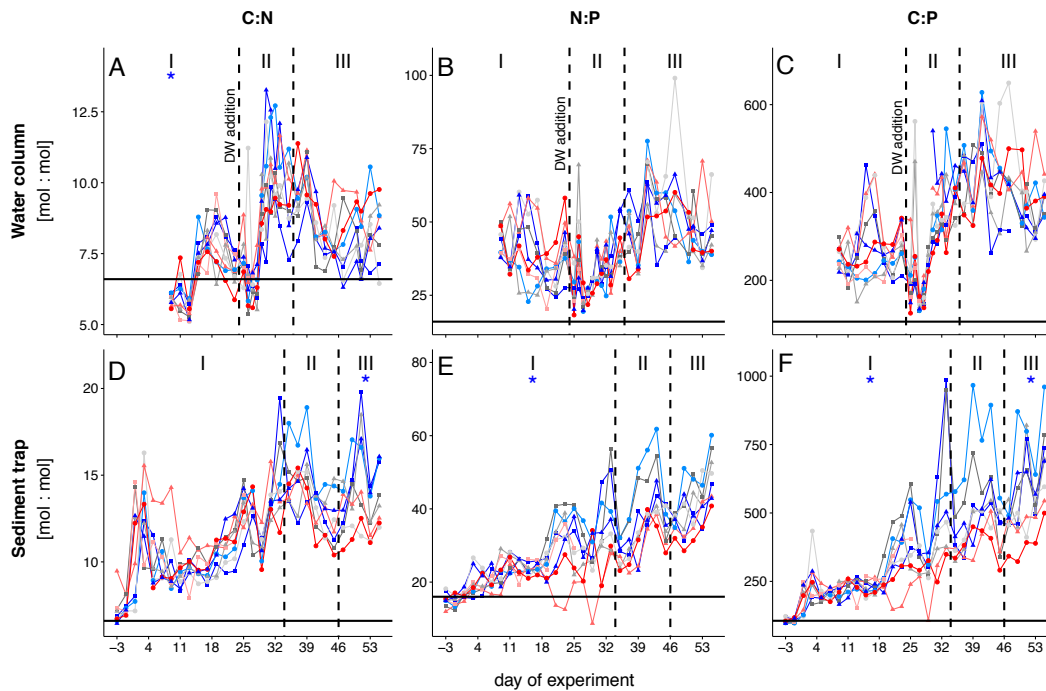 C:N N:P C:P
Water column
[mol : mol]
A I II III
*
DW addition
12.5
10.0
7.5
5.0
B I II III
DW addition
100
75
50
25
C I II III
DW addition
600
400
200
Sediment trap
[mol : mol]
D I II III
*
20
15
10
−3 4 11 18 25 32 39 46 53
E I II III
*
80
60
40
20
−3 4 11 18 25 32 39 46 53
F I II III
* *
1000
750
500
250
−3 4 11 18 25 32 39 46 53
day of experiment